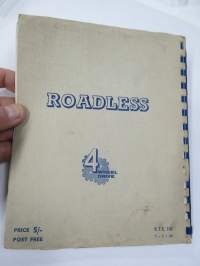 ROADLESS
4
WHEEL
DRIVE
PRICE 5/-
POST FREE